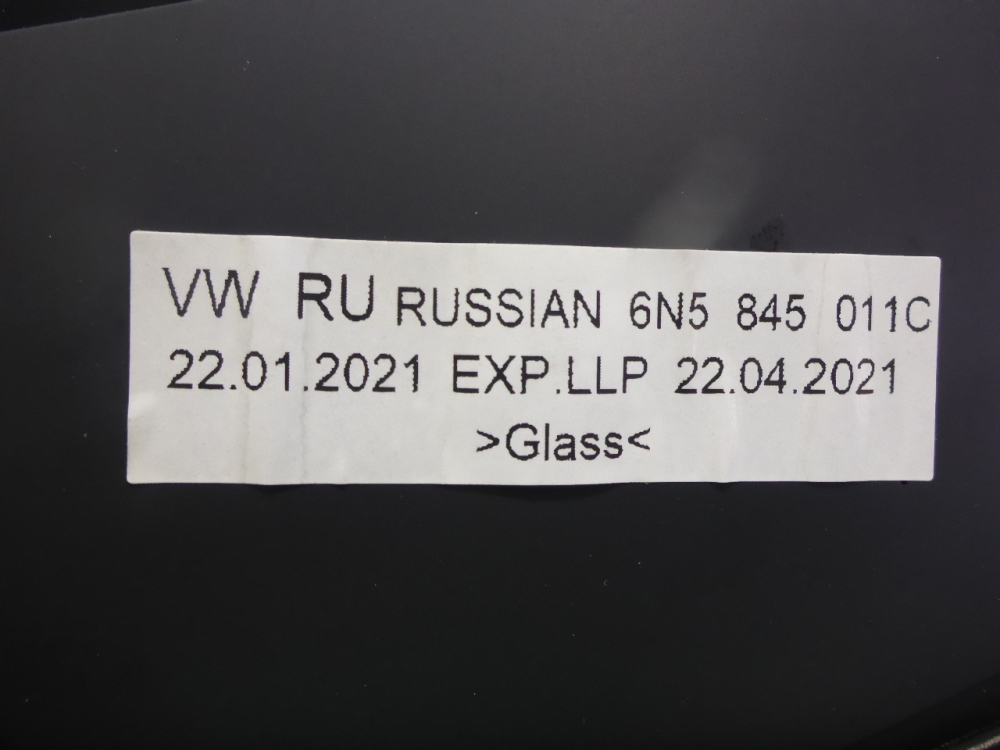 VW RU RUSSIAN 6N5 845 011C
22.01.2021 EXP.LLP 22.04.2021
>Glass<